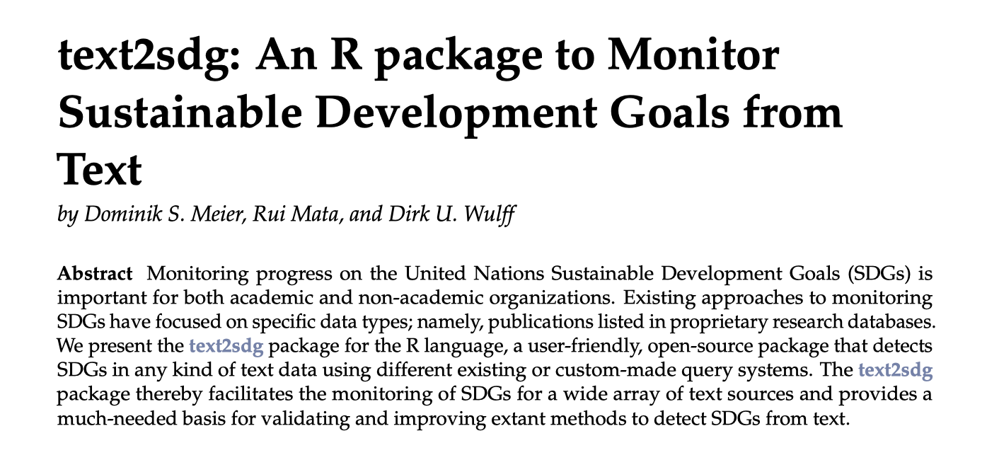 text2sdg: An R package to Monitor
Sustainable Development Goals from
Text
by Dominik S. Meier, Rui Mata, and Dirk U. Wulff
Abstract Monitoring progress on the United Nations Sustainable Development Goals (SDGs) is
important for both academic and non-academic organizations. Existing approaches to monitoring
SDGs have focused on specific data types; namely, publications listed in proprietary research databases.
We present the text2sdg package for the R language, a user-friendly, open-source package that detects
SDGs in any kind of text data using different existing or custom-made query systems. The text2sdg
package thereby facilitates the monitoring of SDGs for a wide array of text sources and provides a
much-needed basis for validating and improving extant methods to detect SDGs from text.